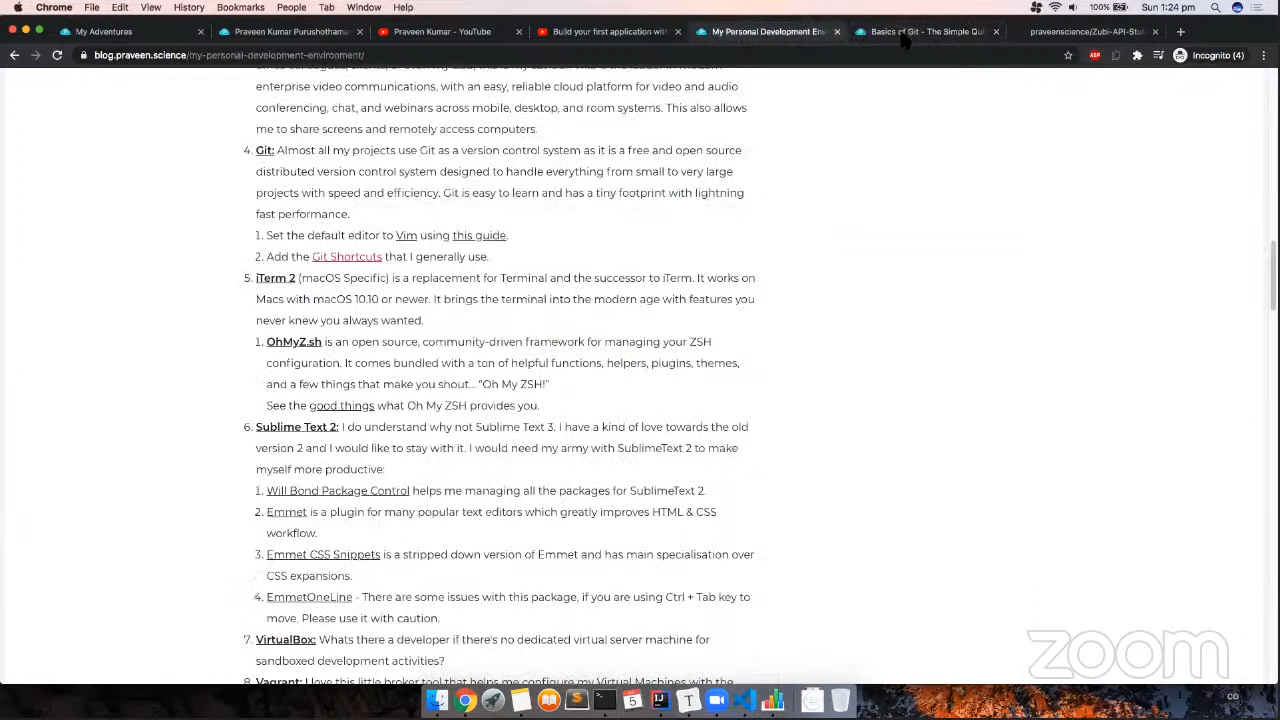 Chrome File Edit View History Bookmarks People Tab Window Help 100% Sun 1:24 pm
My Adventures Praveen Kumar Purushothaman Praveen Kumar - YouTube Build your first application with My Personal Development Env Basics of Git - The Simple Qui praveenscience/Zubi-API-Stu
blog.praveen.science/my-personal-development-environment/ ABP Incognito (4)
enterprise video communications, with an easy, reliable cloud platform for video and audio
conferencing, chat, and webinars across mobile, desktop, and room systems. This also allows
me to share screens and remotely access computers.
4. Git: Almost all my projects use Git as a version control system as it is a free and open source
distributed version control system designed to handle everything from small to very large
projects with speed and efficiency. Git is easy to learn and has a tiny footprint with lightning
fast performance.
1. Set the default editor to Vim using this guide.
2. Add the Git Shortcuts that I generally use.
5. iTerm 2 (macOS Specific) is a replacement for Terminal and the successor to iTerm. It works on
Macs with macOS 10.10 or newer. It brings the terminal into the modern age with features you
never knew you always wanted.
1. OhMyZ.sh is an open source, community-driven framework for managing your ZSH
configuration. It comes bundled with a ton of helpful functions, helpers, plugins, themes,
and a few things that make you shout... “Oh My ZSH!”
See the good things what Oh My ZSH provides you.
6. Sublime Text 2: I do understand why not Sublime Text 3. I have a kind of love towards the old
version 2 and I would like to stay with it. I would need my army with SublimeText 2 to make
myself more productive:
1. Will Bond Package Control helps me managing all the packages for SublimeText 2.
2. Emmet is a plugin for many popular text editors which greatly improves HTML & CSS
workflow.
3. Emmet CSS Snippets is a stripped down version of Emmet and has main specialisation over
CSS expansions.
4. EmmetOneLine - There are some issues with this package, if you are using Ctrl + Tab key to
move. Please use it with caution.
7. VirtualBox: Whats there a developer if there's no dedicated virtual server machine for
sandboxed development activities?
8. Vagrant: I love this little broker tool that helps me configure my Virtual Machines with the
zoom
5 IJ T
CO